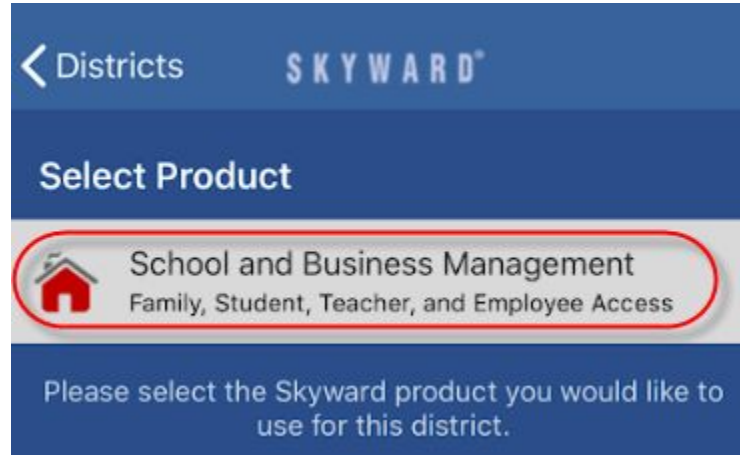 Districts
SKYWARD®
Select Product
School and Business Management
Family, Student, Teacher, and Employee Access
Please select the Skyward product you would like to
use for this district.